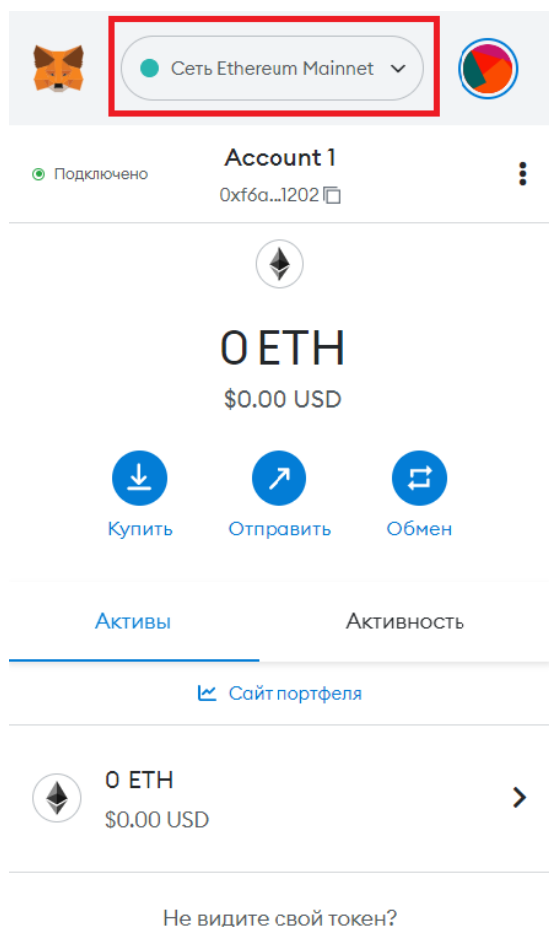 Сеть Ethereum Mainnet
Подключено
Account 1
0xf6a...1202
0 ETH
$0.00 USD
Купить
Отправить
Обмен
Активы
Активность
Сайт портфеля
0 ETH
$0.00 USD
Не видите свой токен?